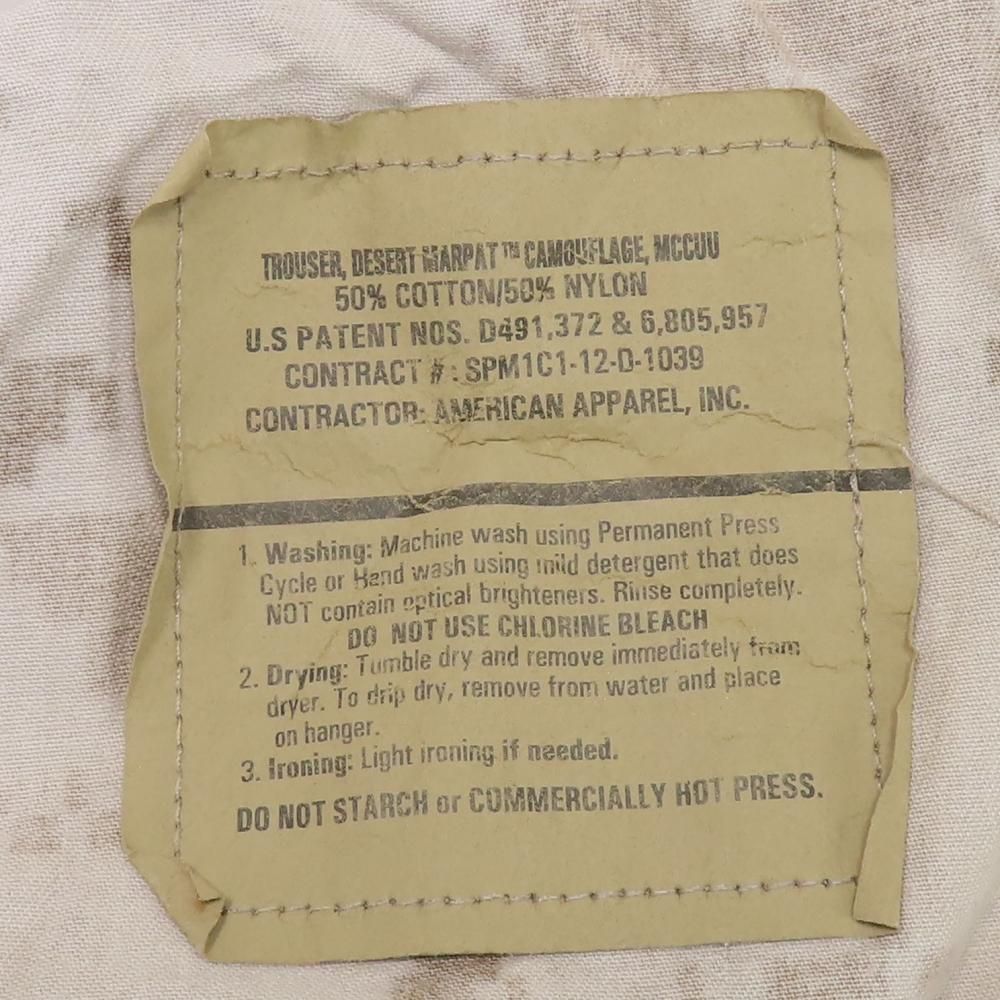 TROUSER, DESERT MARPAT™ CAMOUFLAGE, MCCUU
50% COTTON/50% NYLON
U.S PATENT NOS. D491,372 & 6,805,957
CONTRACT #: SPM1C1-12-D-1039
CONTRACTOR: AMERICAN APPAREL, INC.
1. Washing: Machine wash using Permanent Press
Cycle or Hand wash using mild detergent that does
NOT contain optical brighteners. Rinse completely.
DO NOT USE CHLORINE BLEACH
2. Drying: Tumble dry and remove immediately from
dryer. To drip dry, remove from water and place
on hanger.
3. Ironing: Light ironing if needed.
DO NOT STARCH or COMMERCIALLY HOT PRESS.